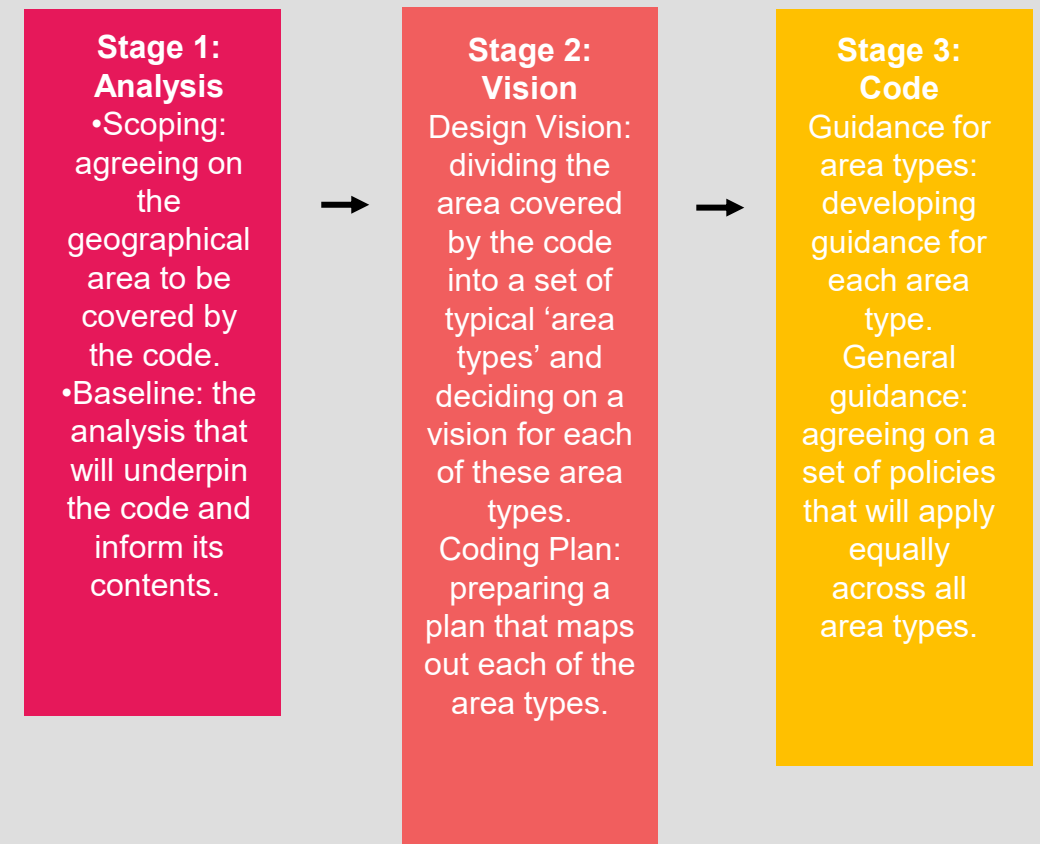 Stage 1:
Analysis
•Scoping:
agreeing on
the
geographical
area to be
covered by
the code.
•Baseline: the
analysis that
will underpin
the code and
inform its
contents.
Stage 2:
Vision
Design Vision:
dividing the
area covered
by the code
into a set of
typical ‘area
types’ and
deciding on a
vision for each
of these area
types.
Coding Plan:
preparing a
plan that maps
out each of the
area types.
Stage 3:
Code
Guidance for
area types:
developing
guidance for
each area
type.
General
guidance:
agreeing on a
set of policies
that will apply
equally
across all
area types.